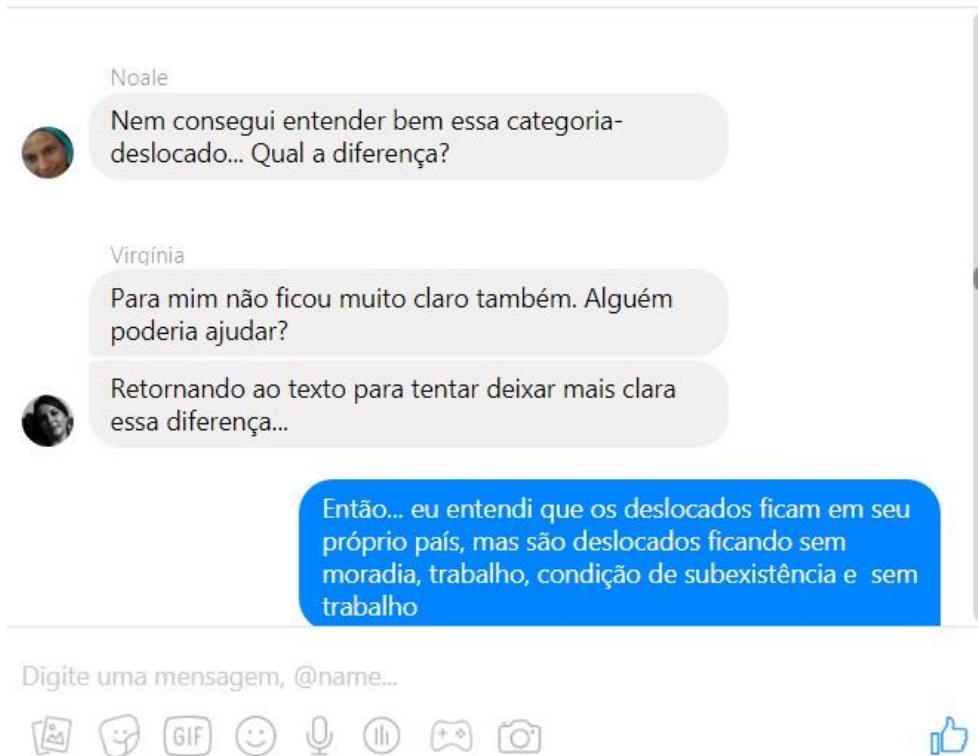 Noale
Nem consegui entender bem essa categoria-
deslocado... Qual a diferença?
Virgínia
Para mim não ficou muito claro também. Alguém
poderia ajudar?
Retornando ao texto para tentar deixar mais clara
essa diferença...
Então... eu entendi que os deslocados ficam em seu
próprio país, mas são deslocados ficando sem
moradia, trabalho, condição de subexistência e sem
trabalho
Digite uma mensagem, @name...
GIF